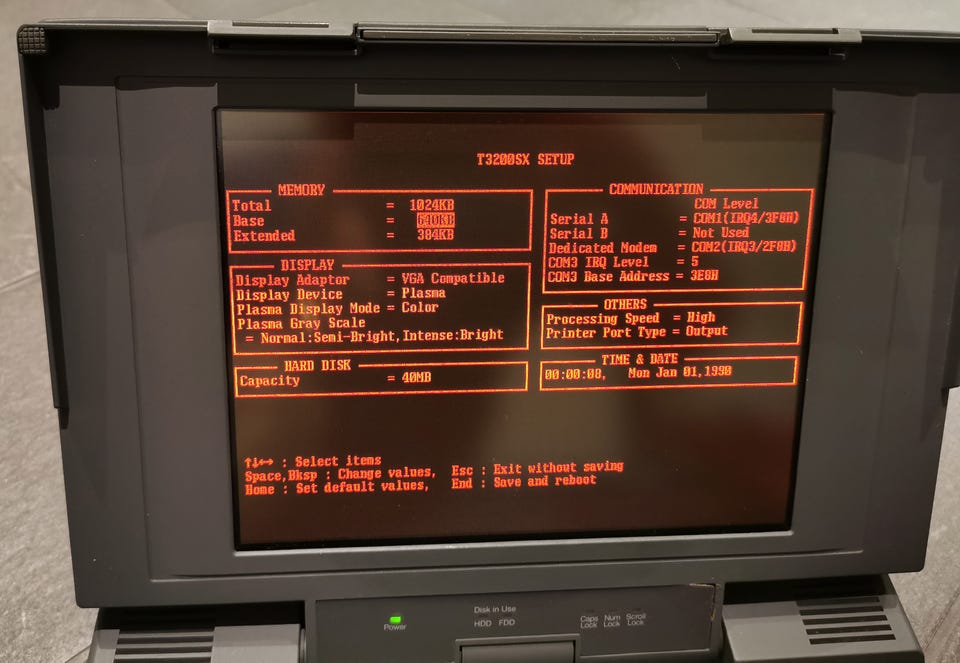 T3200SX SETUP
MEMORY
Total = 1024KB
Base = 640KB
Extended = 384KB
DISPLAY
Display Adaptor = VGA Compatible
Display Device = Plasma
Plasma Display Mode = Color
Plasma Gray Scale
= Normal:Semi-Bright,Intense:Bright
HARD DISK
Capacity = 40MB
COMMUNICATION
COM Level
Serial A = COM1(IRQ4/3F8H)
Serial B = Not Used
Dedicated Modem = COM2(IRQ3/2F8H)
COM3 IRQ Level = 5
COM3 Base Address = 3E8H
OTHERS
Processing Speed = High
Printer Port Type = Output
TIME & DATE
00:00:08, Mon Jan 01,1990
↑↓←→ : Select items
Space,Bksp : Change values, Esc : Exit without saving
Home : Set default values, End : Save and reboot
Power
Disk in Use
HDD FDD
Caps Lock
Num Lock
Scroll Lock